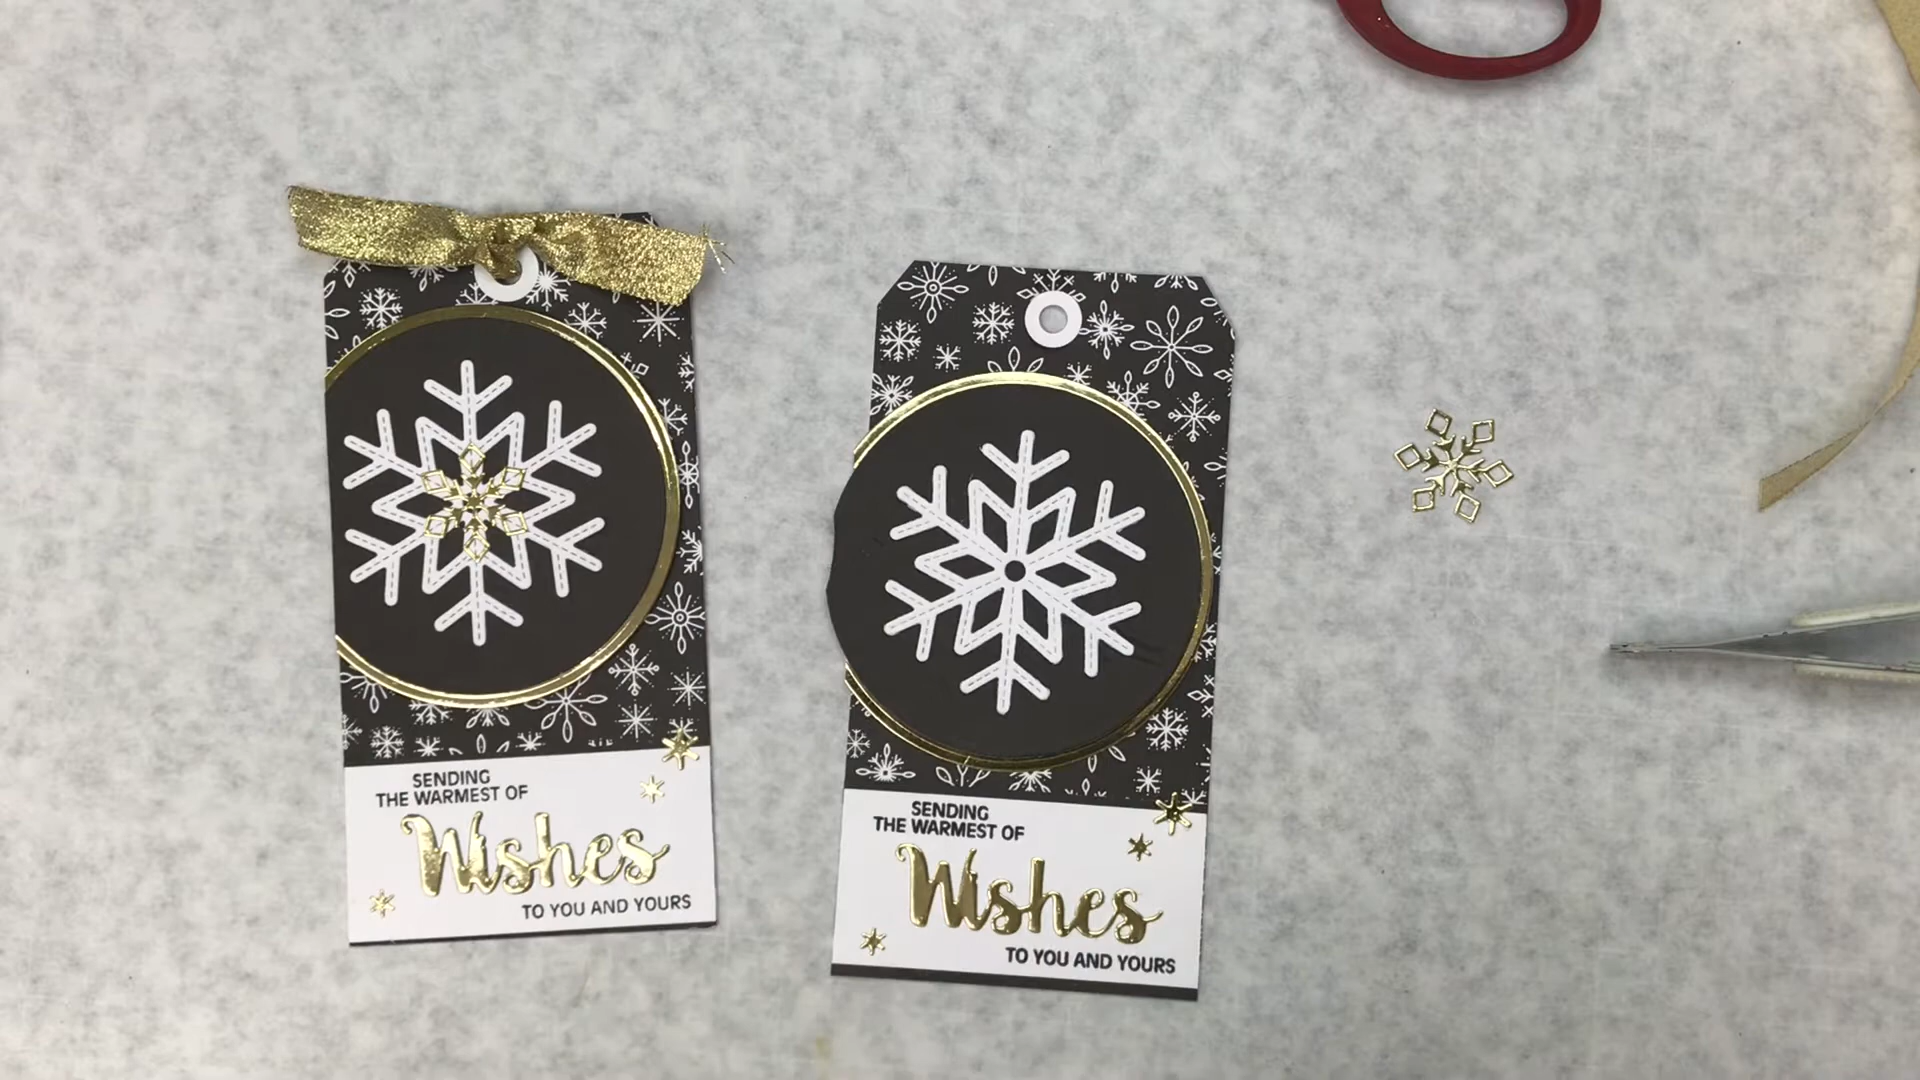 SENDING
THE WARMEST OF
Wishes
TO YOU AND YOURS
SENDING
THE WARMEST OF
Wishes
TO YOU AND YOURS